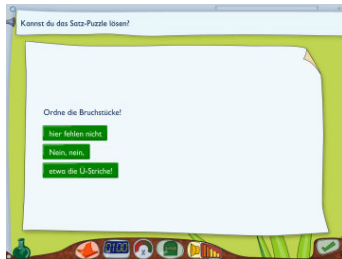 Kannst du das Satz-Puzzle lösen?
Ordne die Bruchstücke!
hier fehlen nicht
Nein, nein,
etwa die Ü-Striche!